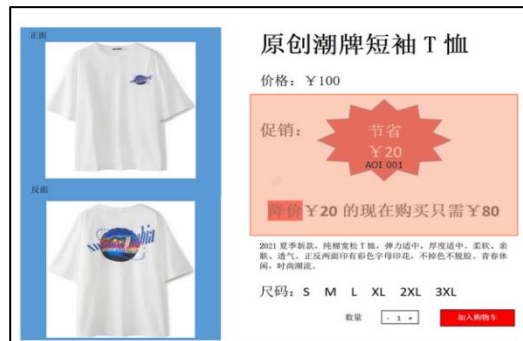 正面
反面
原创潮牌短袖 T 恤
价格：￥100
促销：
节省
￥20
AOI 001
降价￥20 的现在购买只需￥80
2021 夏季新款，纯棉宽松 T 恤，弹力适中，厚度适中，柔软、亲
肤、透气，正反两面印有彩色字母印花，不掉色不脱胶，青春休
闲，时尚潮流。
尺码：S M L XL 2XL 3XL
数量
- 1 +
加入购物车